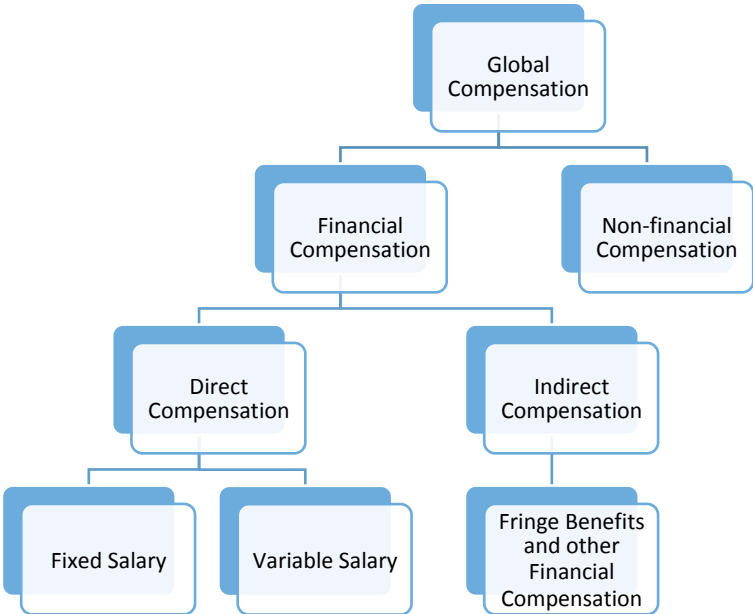 Global
Compensation
Financial
Compensation
Non-financial
Compensation
Direct
Compensation
Indirect
Compensation
Fixed Salary
Variable Salary
Fringe Benefits
and other
Financial
Compensation